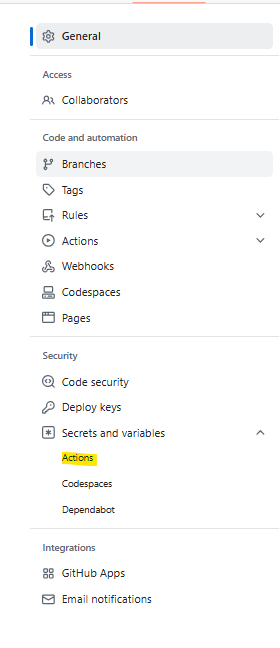 General
Access
Collaborators
Code and automation
Branches
Tags
Rules
Actions
Webhooks
Codespaces
Pages
Security
Code security
Deploy keys
Secrets and variables
Actions
Codespaces
Dependabot
Integrations
GitHub Apps
Email notifications